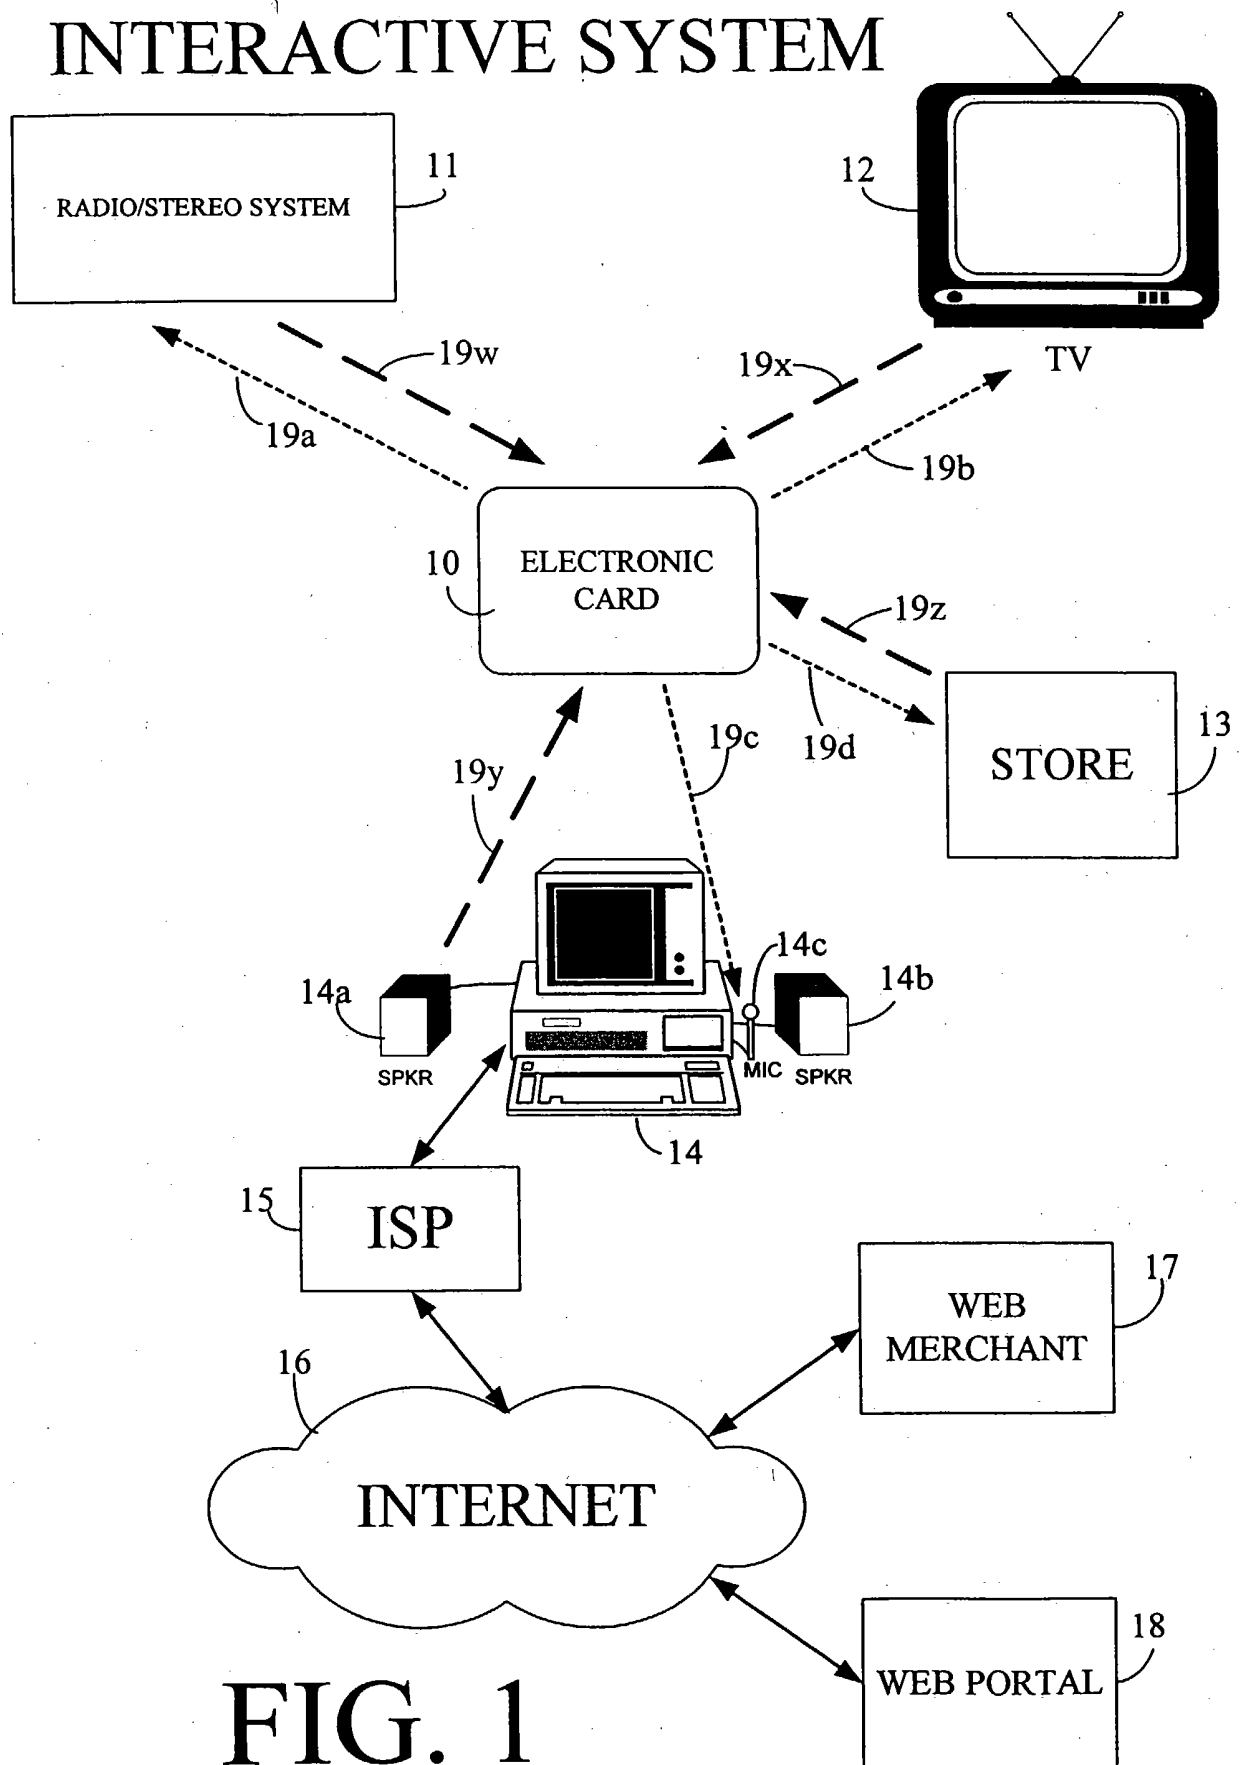 INTERACTIVE SYSTEM
RADIO/STEREO SYSTEM
11
12
TV
19w
19x
19a
19b
10
ELECTRONIC
CARD
19z
19d
19c
STORE
13
19y
14a
SPKR
14c
14b
MIC
SPKR
14
15
ISP
17
WEB
MERCHANT
16
INTERNET
18
WEB PORTAL
FIG. 1